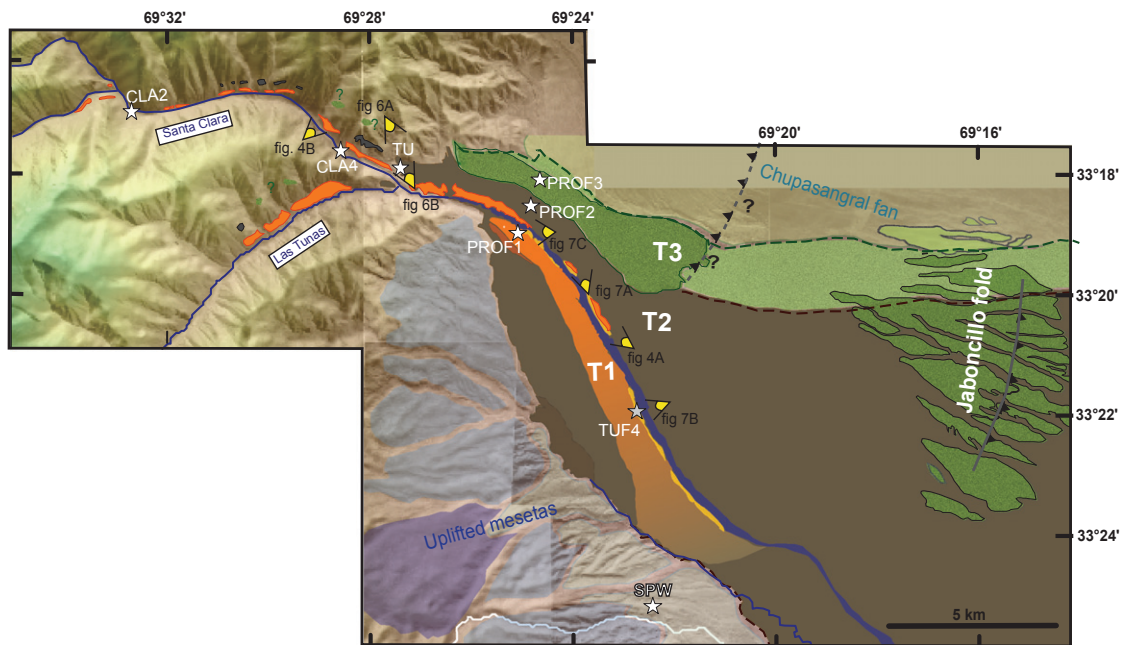 69°32'
69°28'
69°24'
CLA2
fig 6A
?
?
Santa Clara
fig. 4B
TU
69°20'
69°16'
CLA4
?
33°18'
PROF3
Chupasangral fan
fig 6B
PROF2
?
Las Tunas
PROF1
fig 7C
T3
?
fig 7A
33°20'
T2
Jaboncillo fold
fig 4A
T1
33°22'
fig 7B
TUF4
Uplifted mesetas
33°24'
SPW
5 km